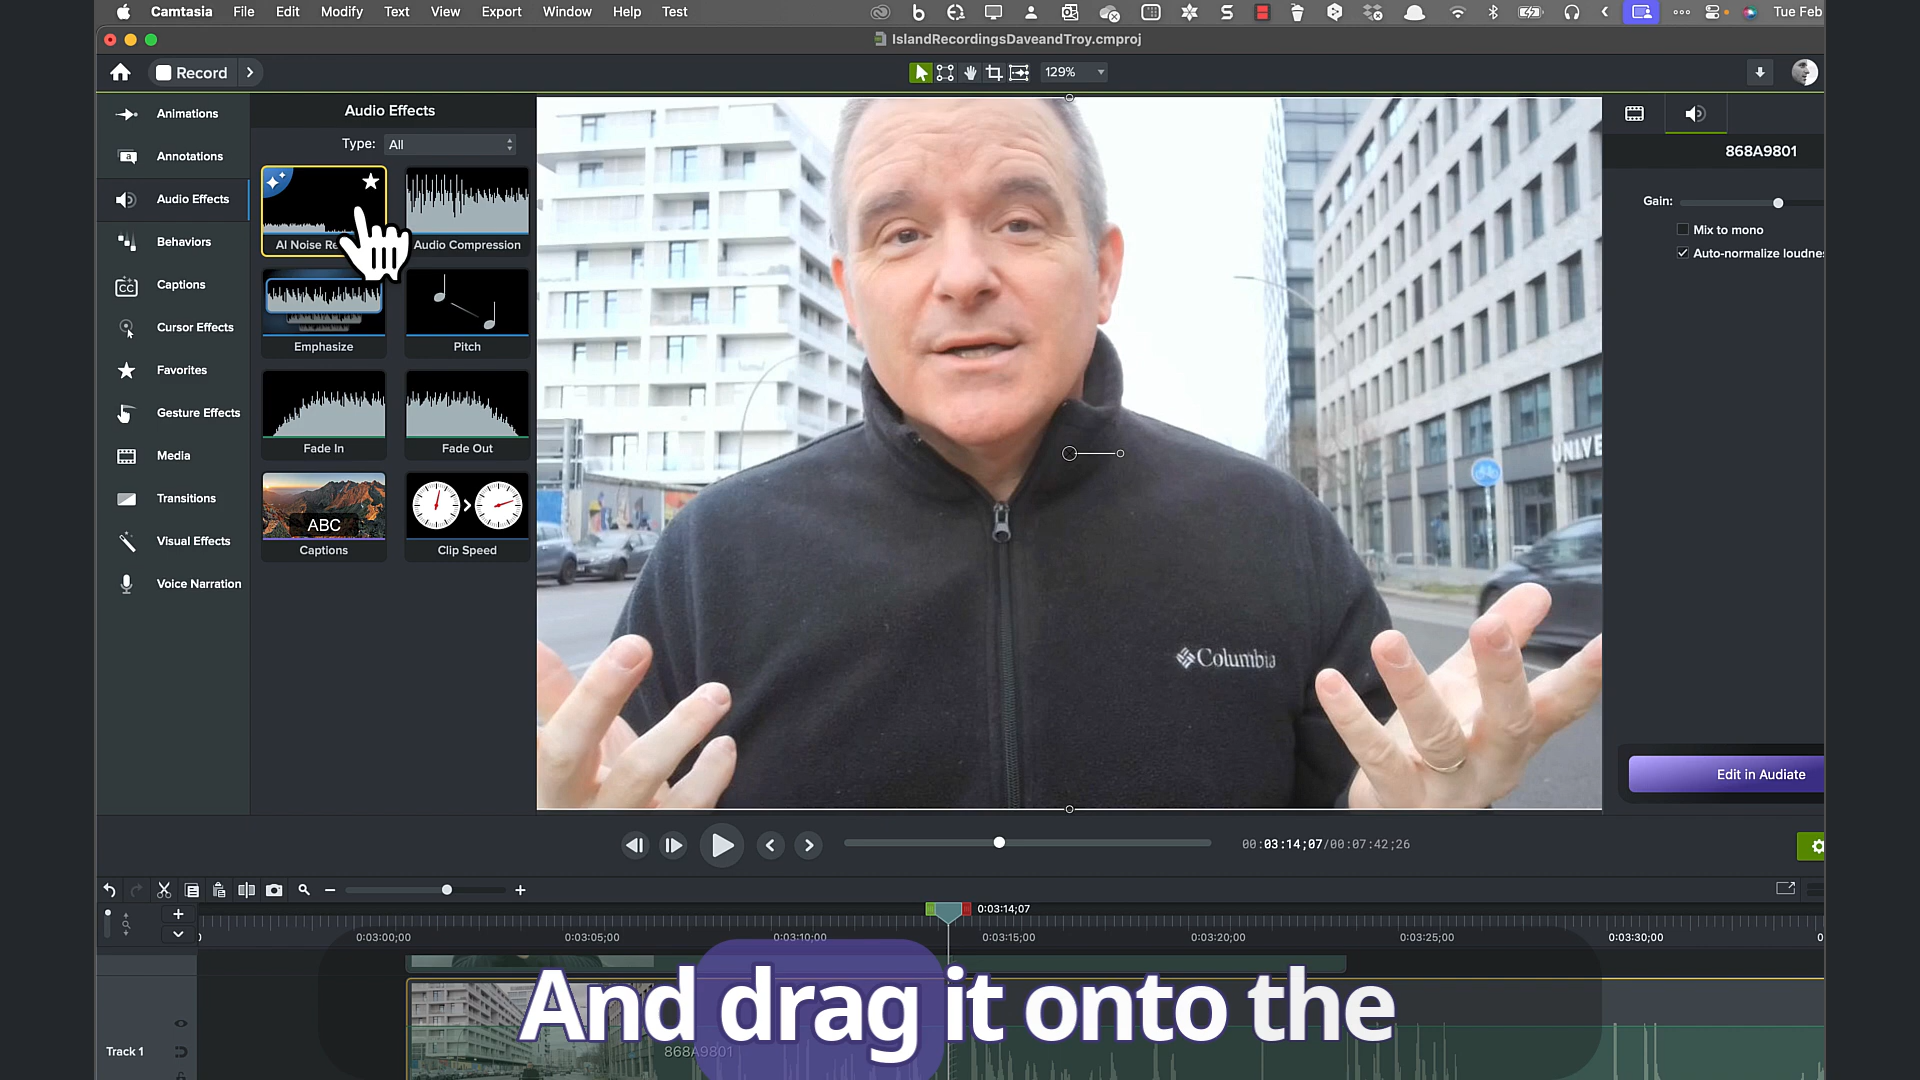 Camtasia File Edit Modify Text View Export Window Help Test
Tue Feb
IslandRecordingsDaveandTroy.cmproj
Record
129%
Animations
Annotations
Audio Effects
Behaviors
Captions
Cursor Effects
Favorites
Gesture Effects
Media
Transitions
Visual Effects
Voice Narration
Audio Effects
Type: All
AI Noise Re
Audio Compression
Emphasize
Pitch
Fade In
Fade Out
ABC
Captions
Clip Speed
Columbia
UNIVE
868A9801
Gain:
Mix to mono
Auto-normalize loudne
Edit in Audiate
00:03:14;07/00:07:42;26
0:03:14;07
0:03:00;00 0:03:05;00 0:03:10;00 0:03:15;00 0:03:20;00 0:03:25;00 0:03:30;00
And drag it onto the
Track 1
868A9801